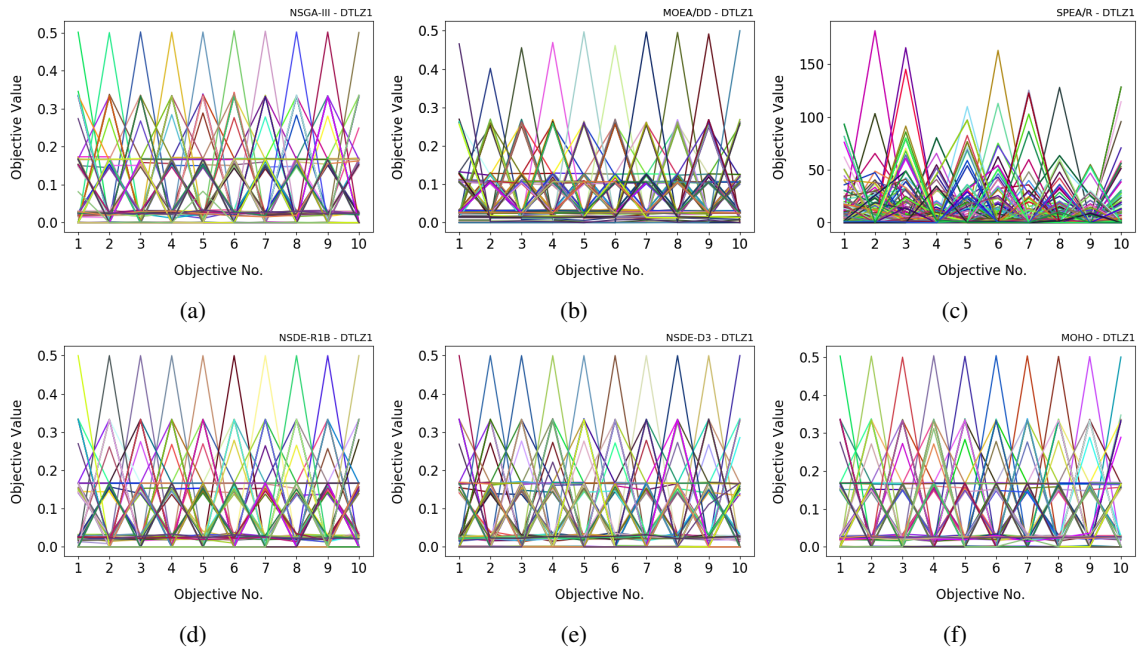 NSGA-III - DTLZ1
Objective Value
0.5
0.4
0.3
0.2
0.1
0.0
1 2 3 4 5 6 7 8 9 10
Objective No.
(a)
MOEA/DD - DTLZ1
Objective Value
0.5
0.4
0.3
0.2
0.1
0.0
1 2 3 4 5 6 7 8 9 10
Objective No.
(b)
SPEA/R - DTLZ1
Objective Value
150
100
50
0
1 2 3 4 5 6 7 8 9 10
Objective No.
(c)
NSDE-R1B - DTLZ1
Objective Value
0.5
0.4
0.3
0.2
0.1
0.0
1 2 3 4 5 6 7 8 9 10
Objective No.
(d)
NSDE-D3 - DTLZ1
Objective Value
0.5
0.4
0.3
0.2
0.1
0.0
1 2 3 4 5 6 7 8 9 10
Objective No.
(e)
MOHO - DTLZ1
Objective Value
0.5
0.4
0.3
0.2
0.1
0.0
1 2 3 4 5 6 7 8 9 10
Objective No.
(f)